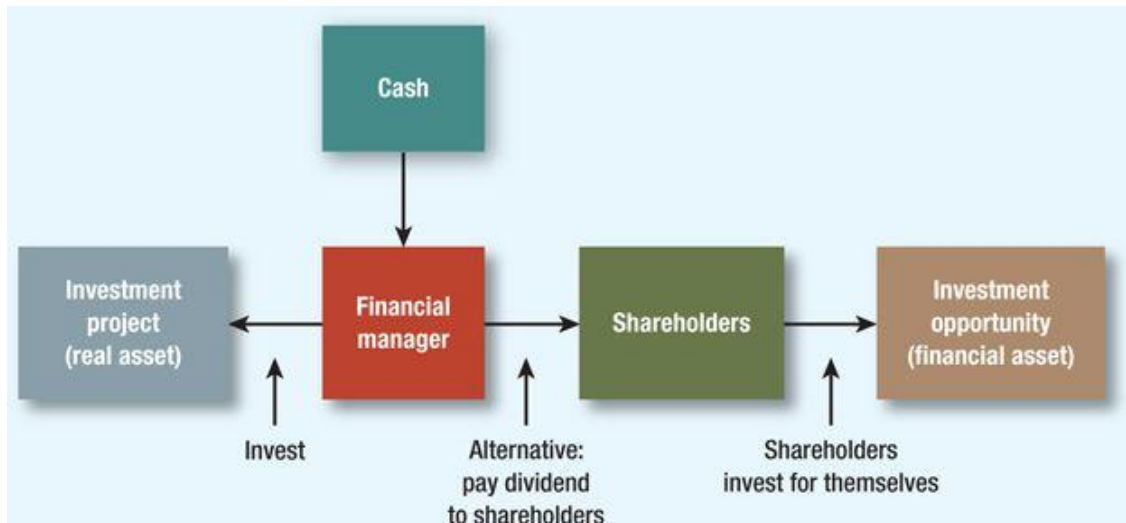 Cash
Investment
project
(real asset)
Financial
manager
Shareholders
Investment
opportunity
(financial asset)
Invest
Alternative:
pay dividend
to shareholders
Shareholders
invest for themselves